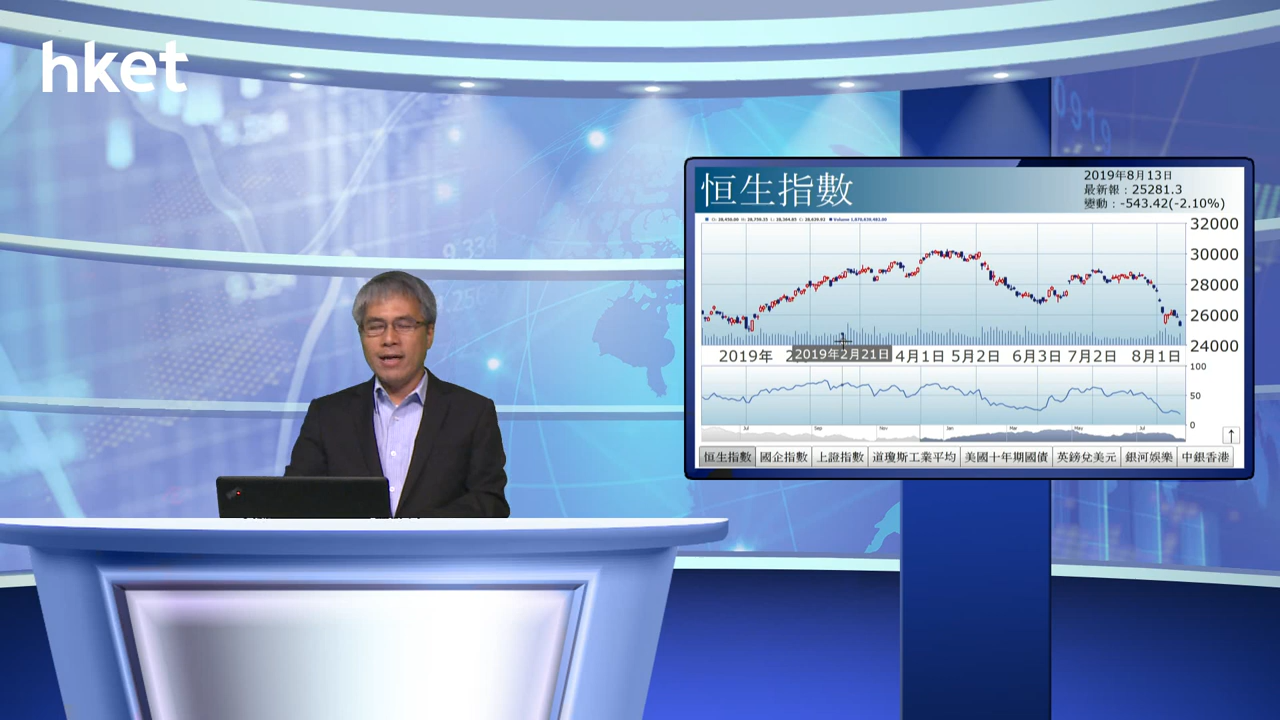 hket
恒生指數
2019年8月13日
最新報：25281.3
變動：-543.42(-2.10%)
32000
30000
28000
26000
24000
2019年
2019年2月21日
4月1日
5月2日
6月3日
7月2日
8月1日
100
50
0
Jul
Sep
Nov
Jan
Mar
May
Jul
恒生指數
國企指數
上證指數
道瓊斯工業平均
美國十年期國債
英鎊兌美元
銀河娛樂
中銀香港
9.334